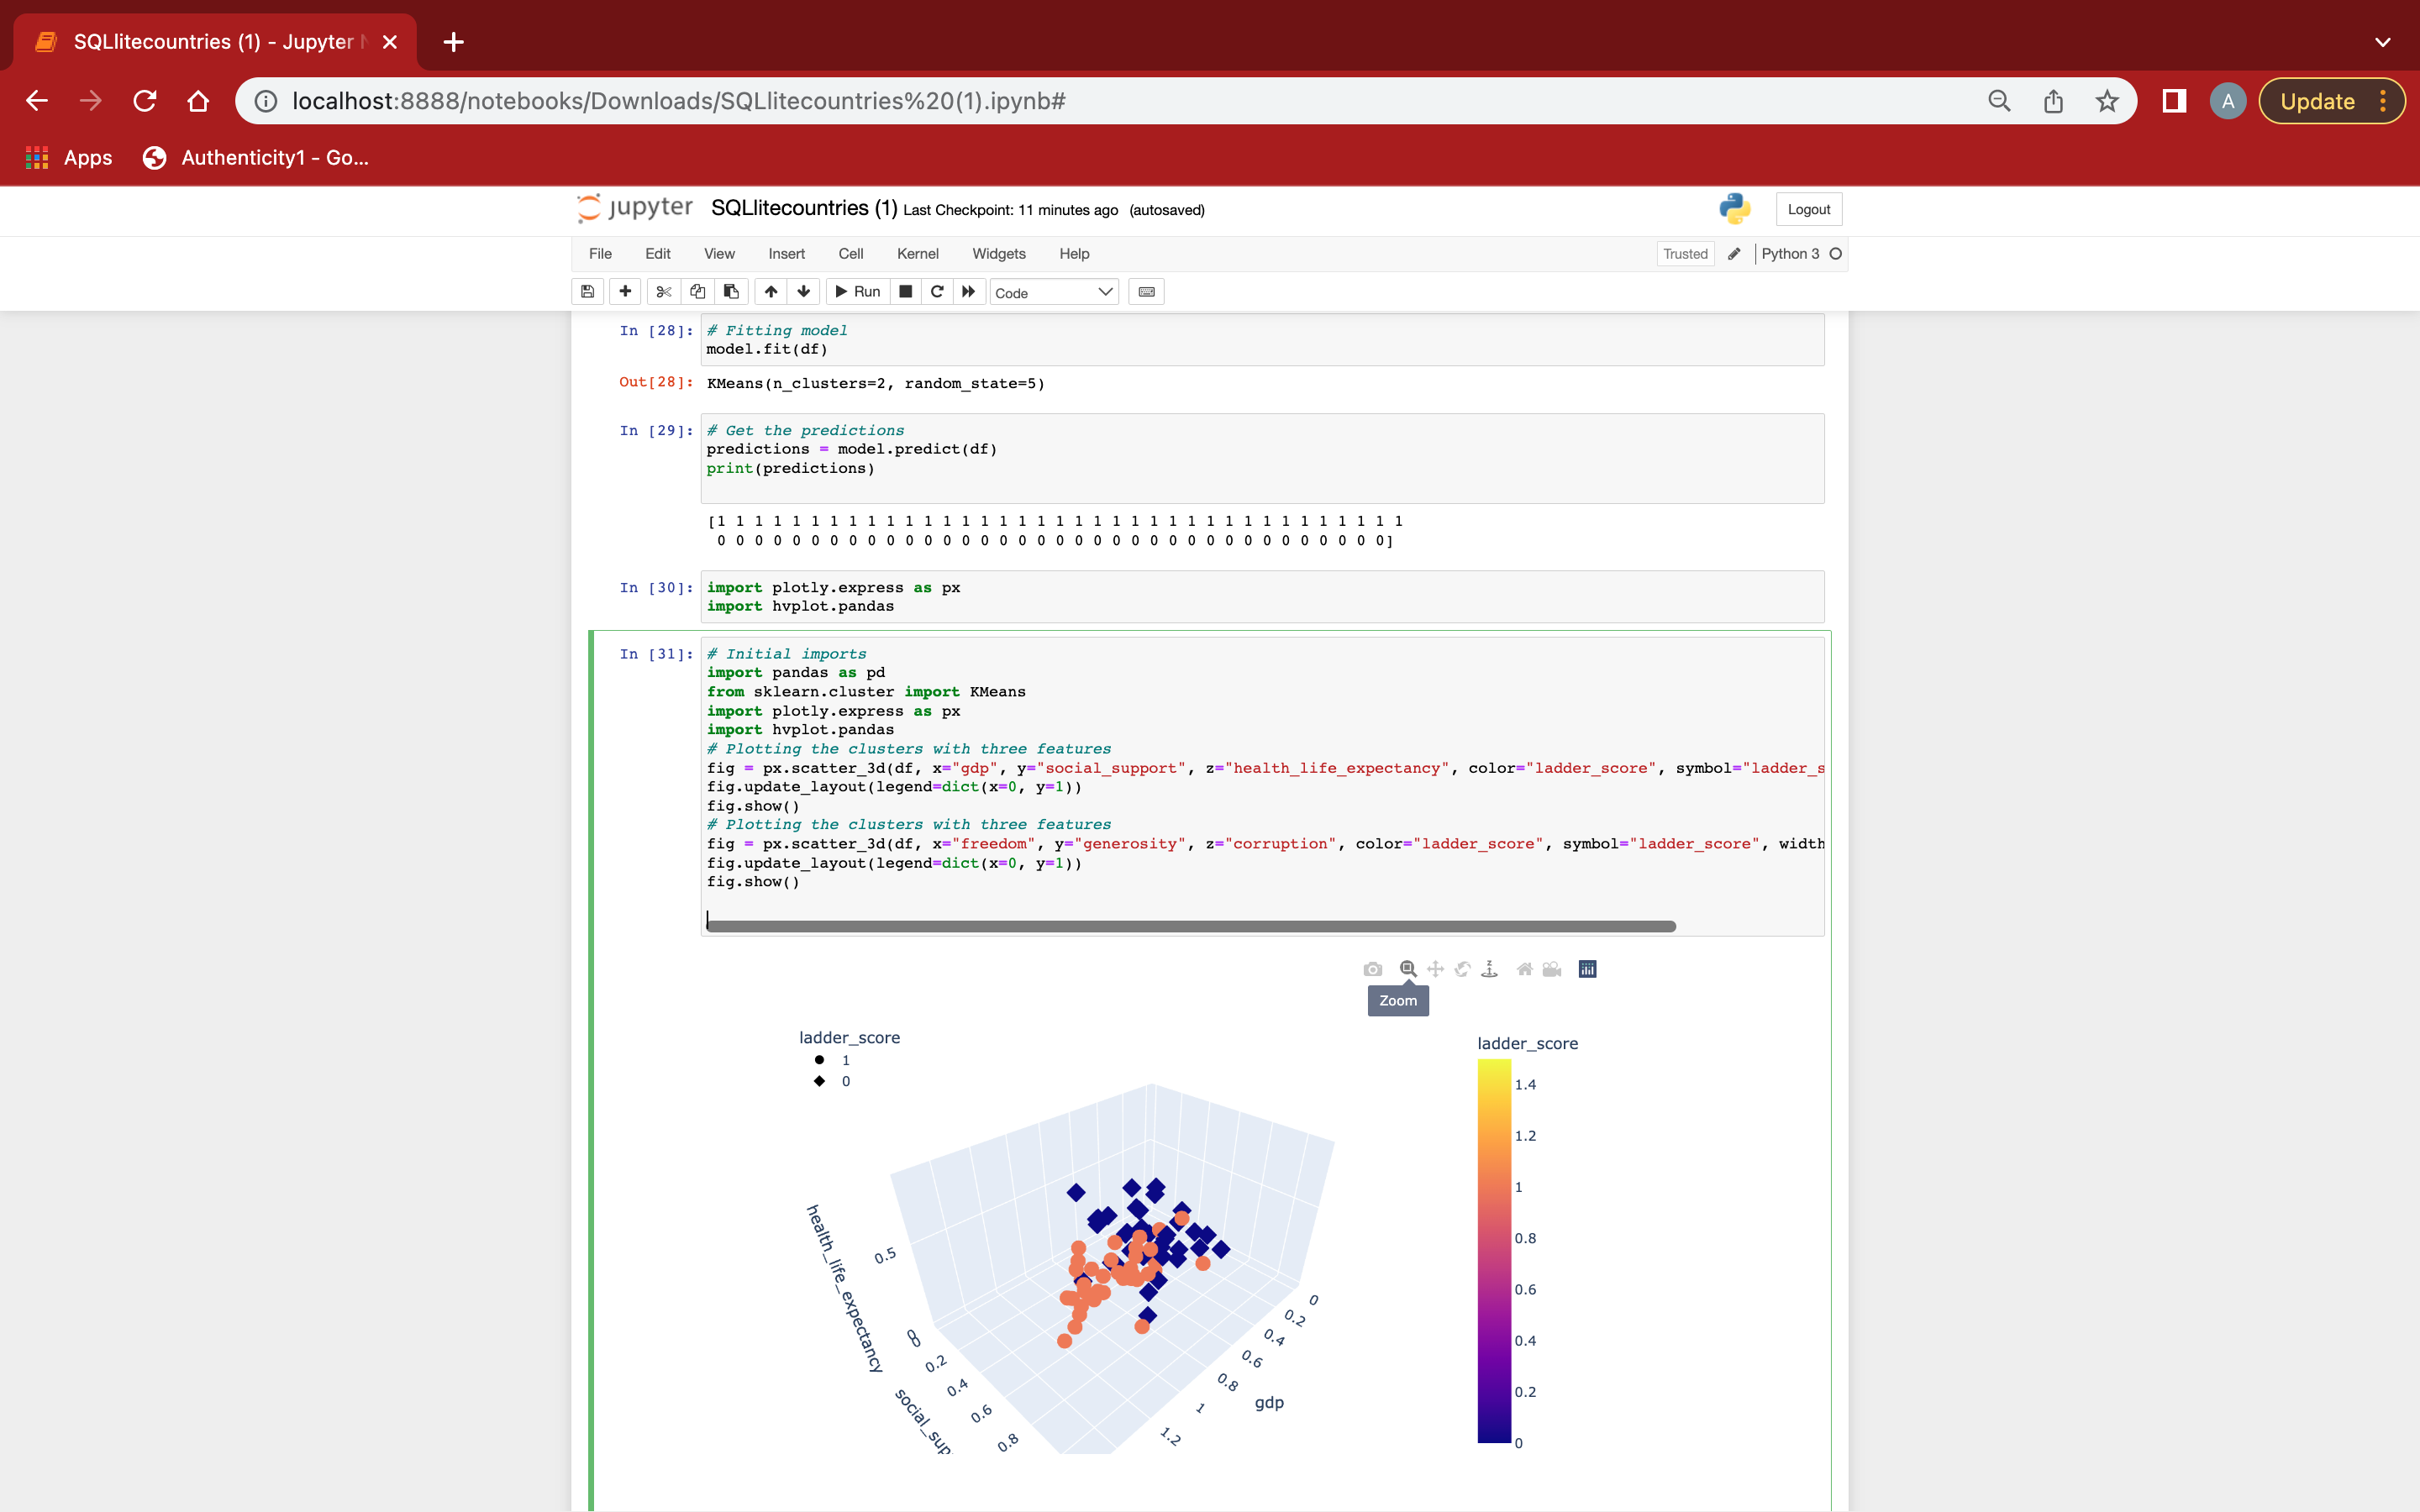 SQLlitecountries (1) - Jupyter N
localhost:8888/notebooks/Downloads/SQLlitecountries%20(1).ipynb#
A
Update
Apps
Authenticity1 - Go...
jupyter SQLlitecountries (1) Last Checkpoint: 11 minutes ago (autosaved)
Logout
File Edit View Insert Cell Kernel Widgets Help
Trusted
Python 3
Run
Code
In [28]: # Fitting model
model.fit(df)
Out[28]: KMeans(n_clusters=2, random_state=5)
In [29]: # Get the predictions
predictions = model.predict(df)
print(predictions)
[1 1 1 1 1 1 1 1 1 1 1 1 1 1 1 1 1 1 1 1 1 1 1 1 1 1 1 1 1 1 1 1 1 1 1 1 1
0 0 0 0 0 0 0 0 0 0 0 0 0 0 0 0 0 0 0 0 0 0 0 0 0 0 0 0 0 0 0 0 0 0 0 0]
In [30]: import plotly.express as px
import hvplot.pandas
In [31]: # Initial imports
import pandas as pd
from sklearn.cluster import KMeans
import plotly.express as px
import hvplot.pandas
# Plotting the clusters with three features
fig = px.scatter_3d(df, x="gdp", y="social_support", z="health_life_expectancy", color="ladder_score", symbol="ladder_s
fig.update_layout(legend=dict(x=0, y=1))
fig.show()
# Plotting the clusters with three features
fig = px.scatter_3d(df, x="freedom", y="generosity", z="corruption", color="ladder_score", symbol="ladder_score", width
fig.update_layout(legend=dict(x=0, y=1))
fig.show()
Zoom
ladder_score
1
0
ladder_score
1.4
1.2
1
0.8
0.6
0.4
0.2
0
health_life_expectancy
0.5
0
0
0.2
0.4
0.6
0.8
social_sup
0
0.2
0.4
0.6
0.8
1
1.2
gdp